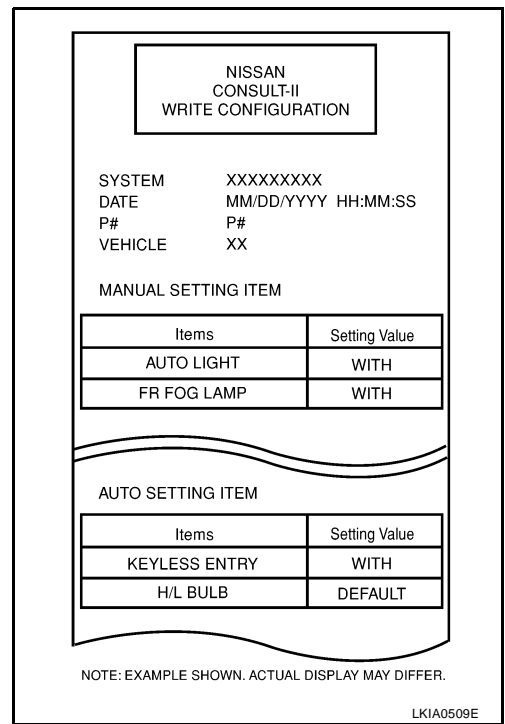 NISSAN
CONSULT-II
WRITE CONFIGURATION
SYSTEM XXXXXXXXX
DATE MM/DD/YYYY HH:MM:SS
P# P#
VEHICLE XX
MANUAL SETTING ITEM
Items Setting Value
AUTO LIGHT WITH
FR FOG LAMP WITH
AUTO SETTING ITEM
Items Setting Value
KEYLESS ENTRY WITH
H/L BULB DEFAULT
NOTE: EXAMPLE SHOWN. ACTUAL DISPLAY MAY DIFFER.
LKIA0509E